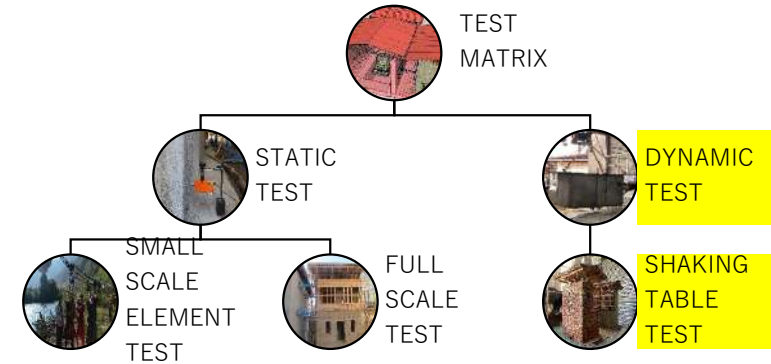 TEST
MATRIX
STATIC
TEST
DYNAMIC
TEST
SMALL
SCALE
ELEMENT
TEST
FULL
SCALE
TEST
SHAKING
TABLE
TEST